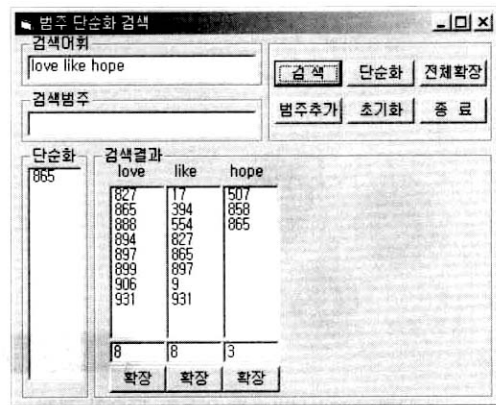 범주 단순화 검색
검색어휘
love like hope
검색 단순화 전체확장
검색범주
범주추가 초기화 종 료
단순화
865
검색결과
love like hope
827 17 507
865 394 858
888 554 865
894 827
897 865
899 897
906 9
931 931
8 8 3
확장 확장 확장